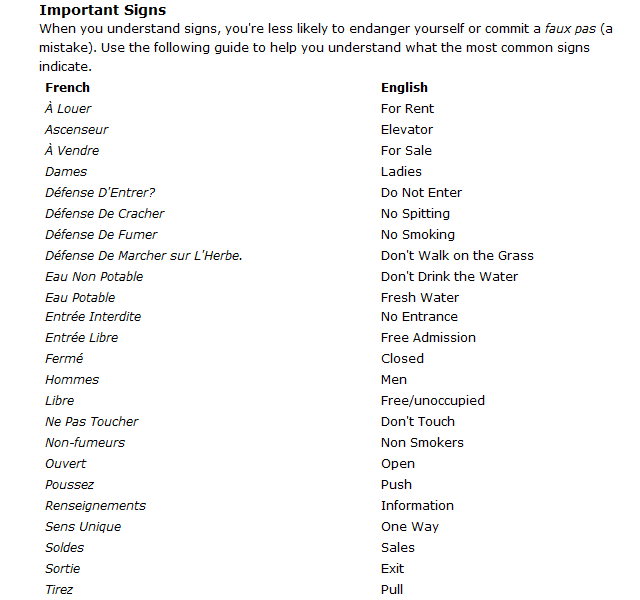 Important Signs
When you understand signs, you're less likely to endanger yourself or commit a faux pas (a
mistake). Use the following guide to help you understand what the most common signs
indicate.
French English
À Louer For Rent
Ascenseur Elevator
À Vendre For Sale
Dames Ladies
Défense D'Entrer? Do Not Enter
Défense De Cracher No Spitting
Défense De Fumer No Smoking
Défense De Marcher sur L'Herbe. Don't Walk on the Grass
Eau Non Potable Don't Drink the Water
Eau Potable Fresh Water
Entrée Interdite No Entrance
Entrée Libre Free Admission
Fermé Closed
Hommes Men
Libre Free/unoccupied
Ne Pas Toucher Don't Touch
Non-fumeurs Non Smokers
Ouvert Open
Poussez Push
Renseignements Information
Sens Unique One Way
Soldes Sales
Sortie Exit
Tirez Pull